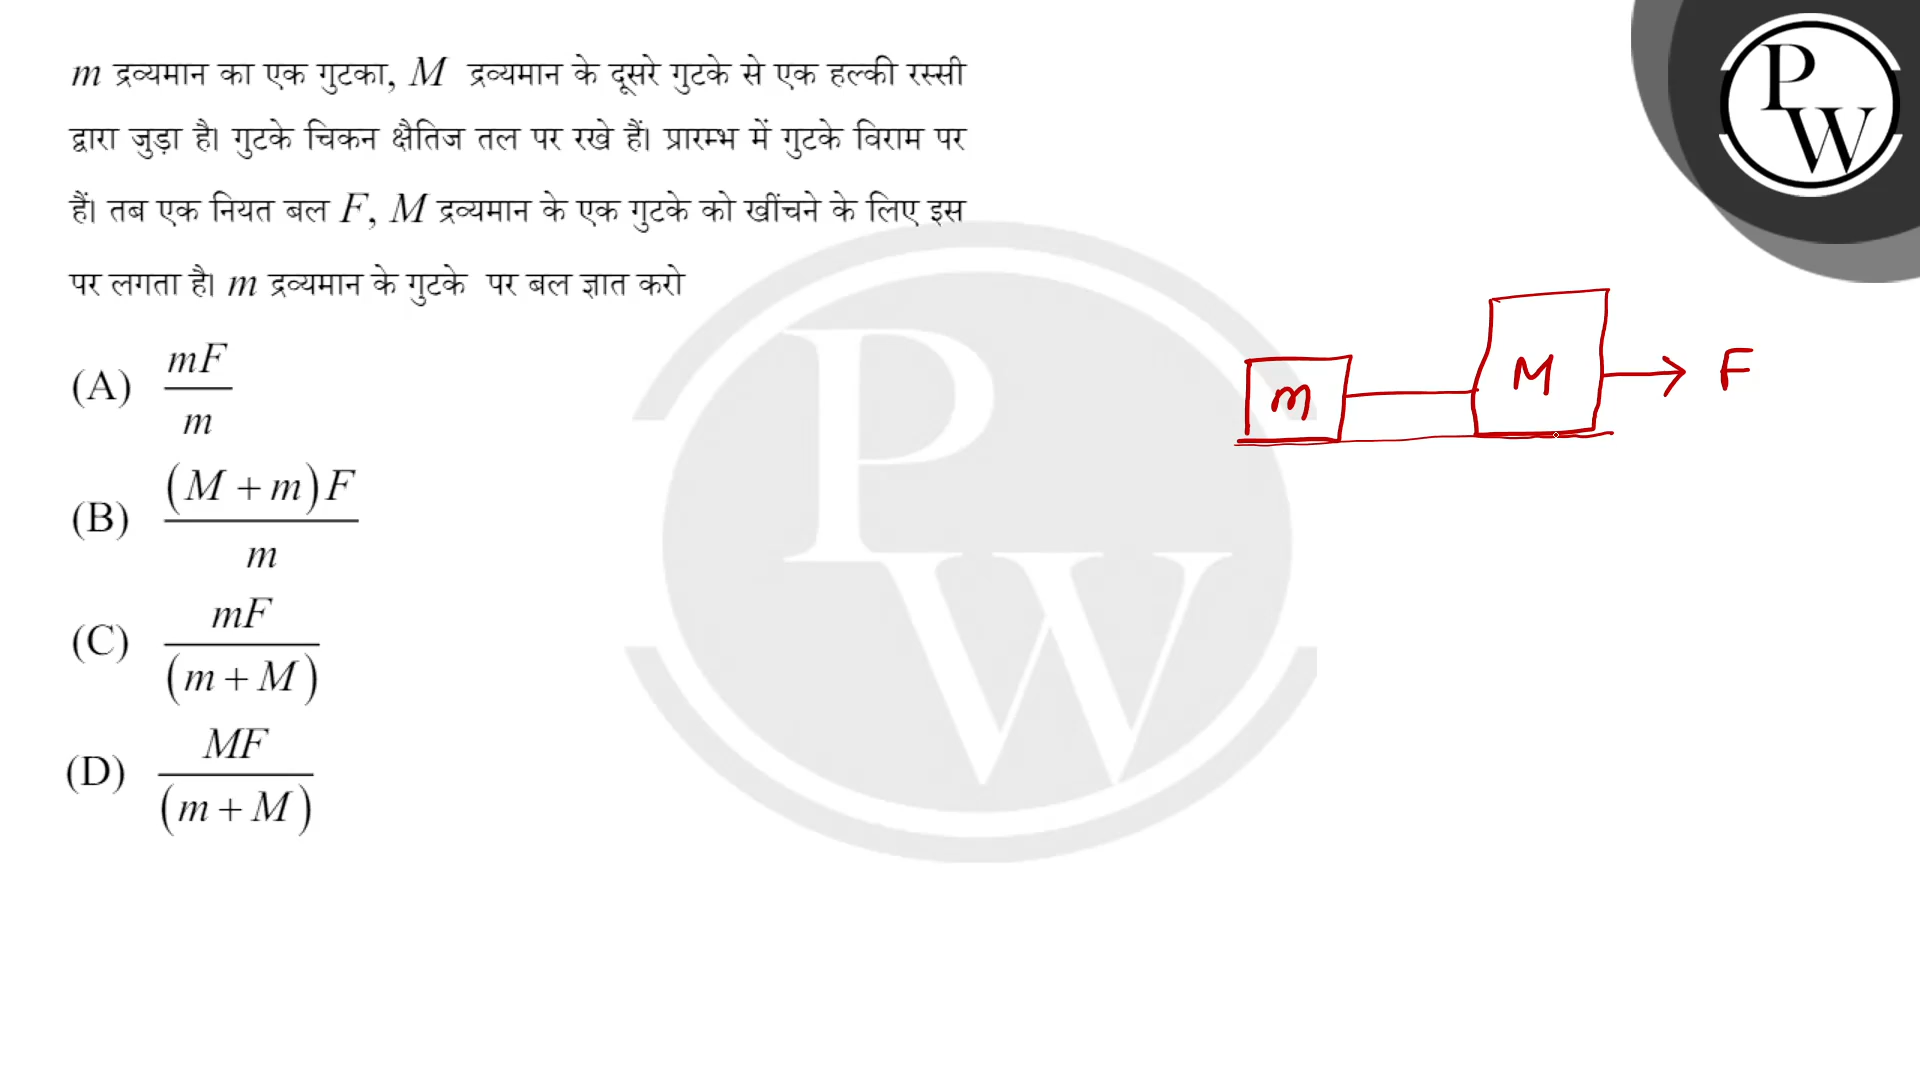 m द्रव्यमान का एक गुटका, M द्रव्यमान के दूसरे गुटके से एक हल्की रस्सी
द्वारा जुड़ा है। गुटके चिकन क्षैतिज तल पर रखे हैं। प्रारम्भ में गुटके विराम पर
हैं। तब एक नियत बल F, M द्रव्यमान के एक गुटके को खींचने के लिए इस
पर लगता है। m द्रव्यमान के गुटके पर बल ज्ञात करो
(A) mF/m
(B) (M + m)F/m
(C) mF/(m + M)
(D) MF/(m + M)
m M F
P W
P W